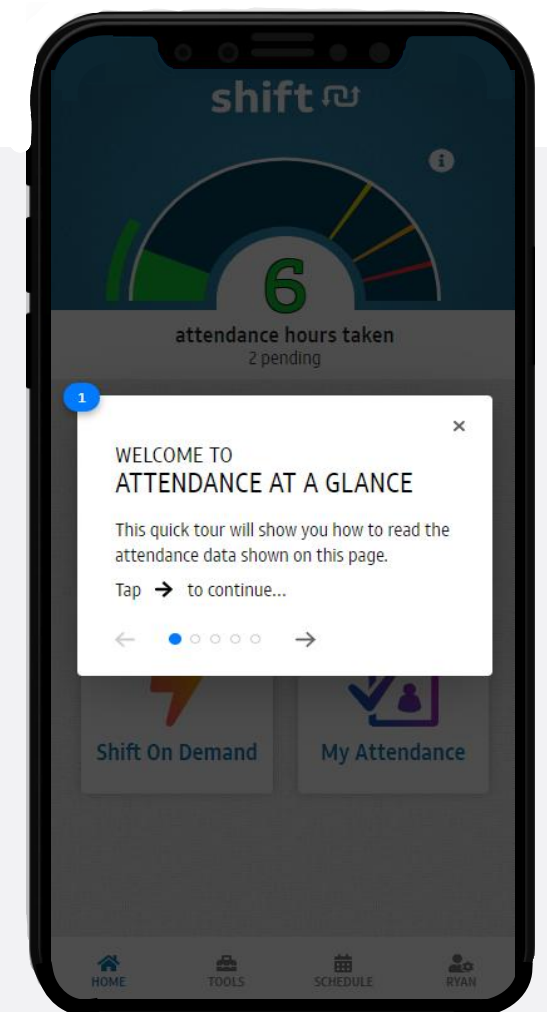 shift
6
attendance hours taken
2 pending
1
WELCOME TO
ATTENDANCE AT A GLANCE
This quick tour will show you how to read the
attendance data shown on this page.
Tap → to continue...
Shift On Demand
My Attendance
HOME
TOOLS
SCHEDULE
RYAN